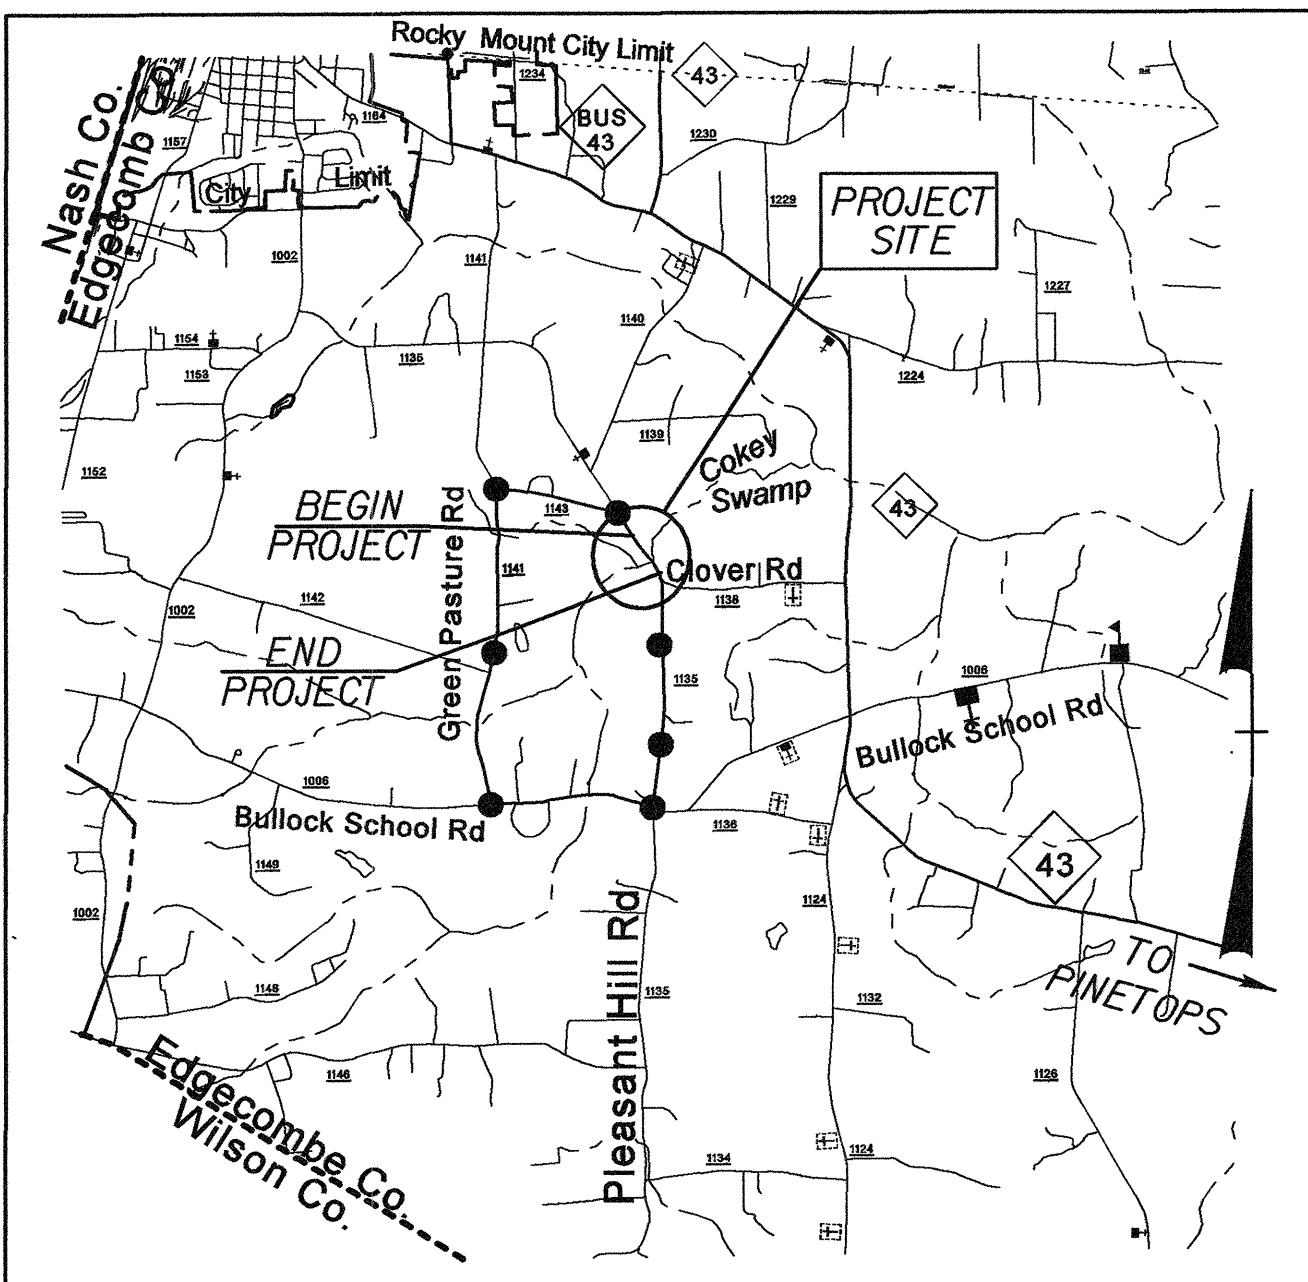 Rocky Mount City Limit
43
1234
BUS
43
1164
1157
1230
Nash Co.
Edgecomb CO
City Limit
1229
PROJECT
SITE
1002
1141
1227
1140
1154
1135
1153
1224
1139
1152
Cokey
Swamp
BEGIN
PROJECT
1143
43
Green Pasture Rd
1141
Clover Rd
1142
1138
1002
END
PROJECT
1135
1006
Bullock School Rd
1006
Bullock School Rd
1136
43
1149
1124
1002
Pleasant Hill Rd
TO
PINETOPS
1148
1135
1132
Edgecombe Co.
Wilson Co.
1146
1126
1134
1124